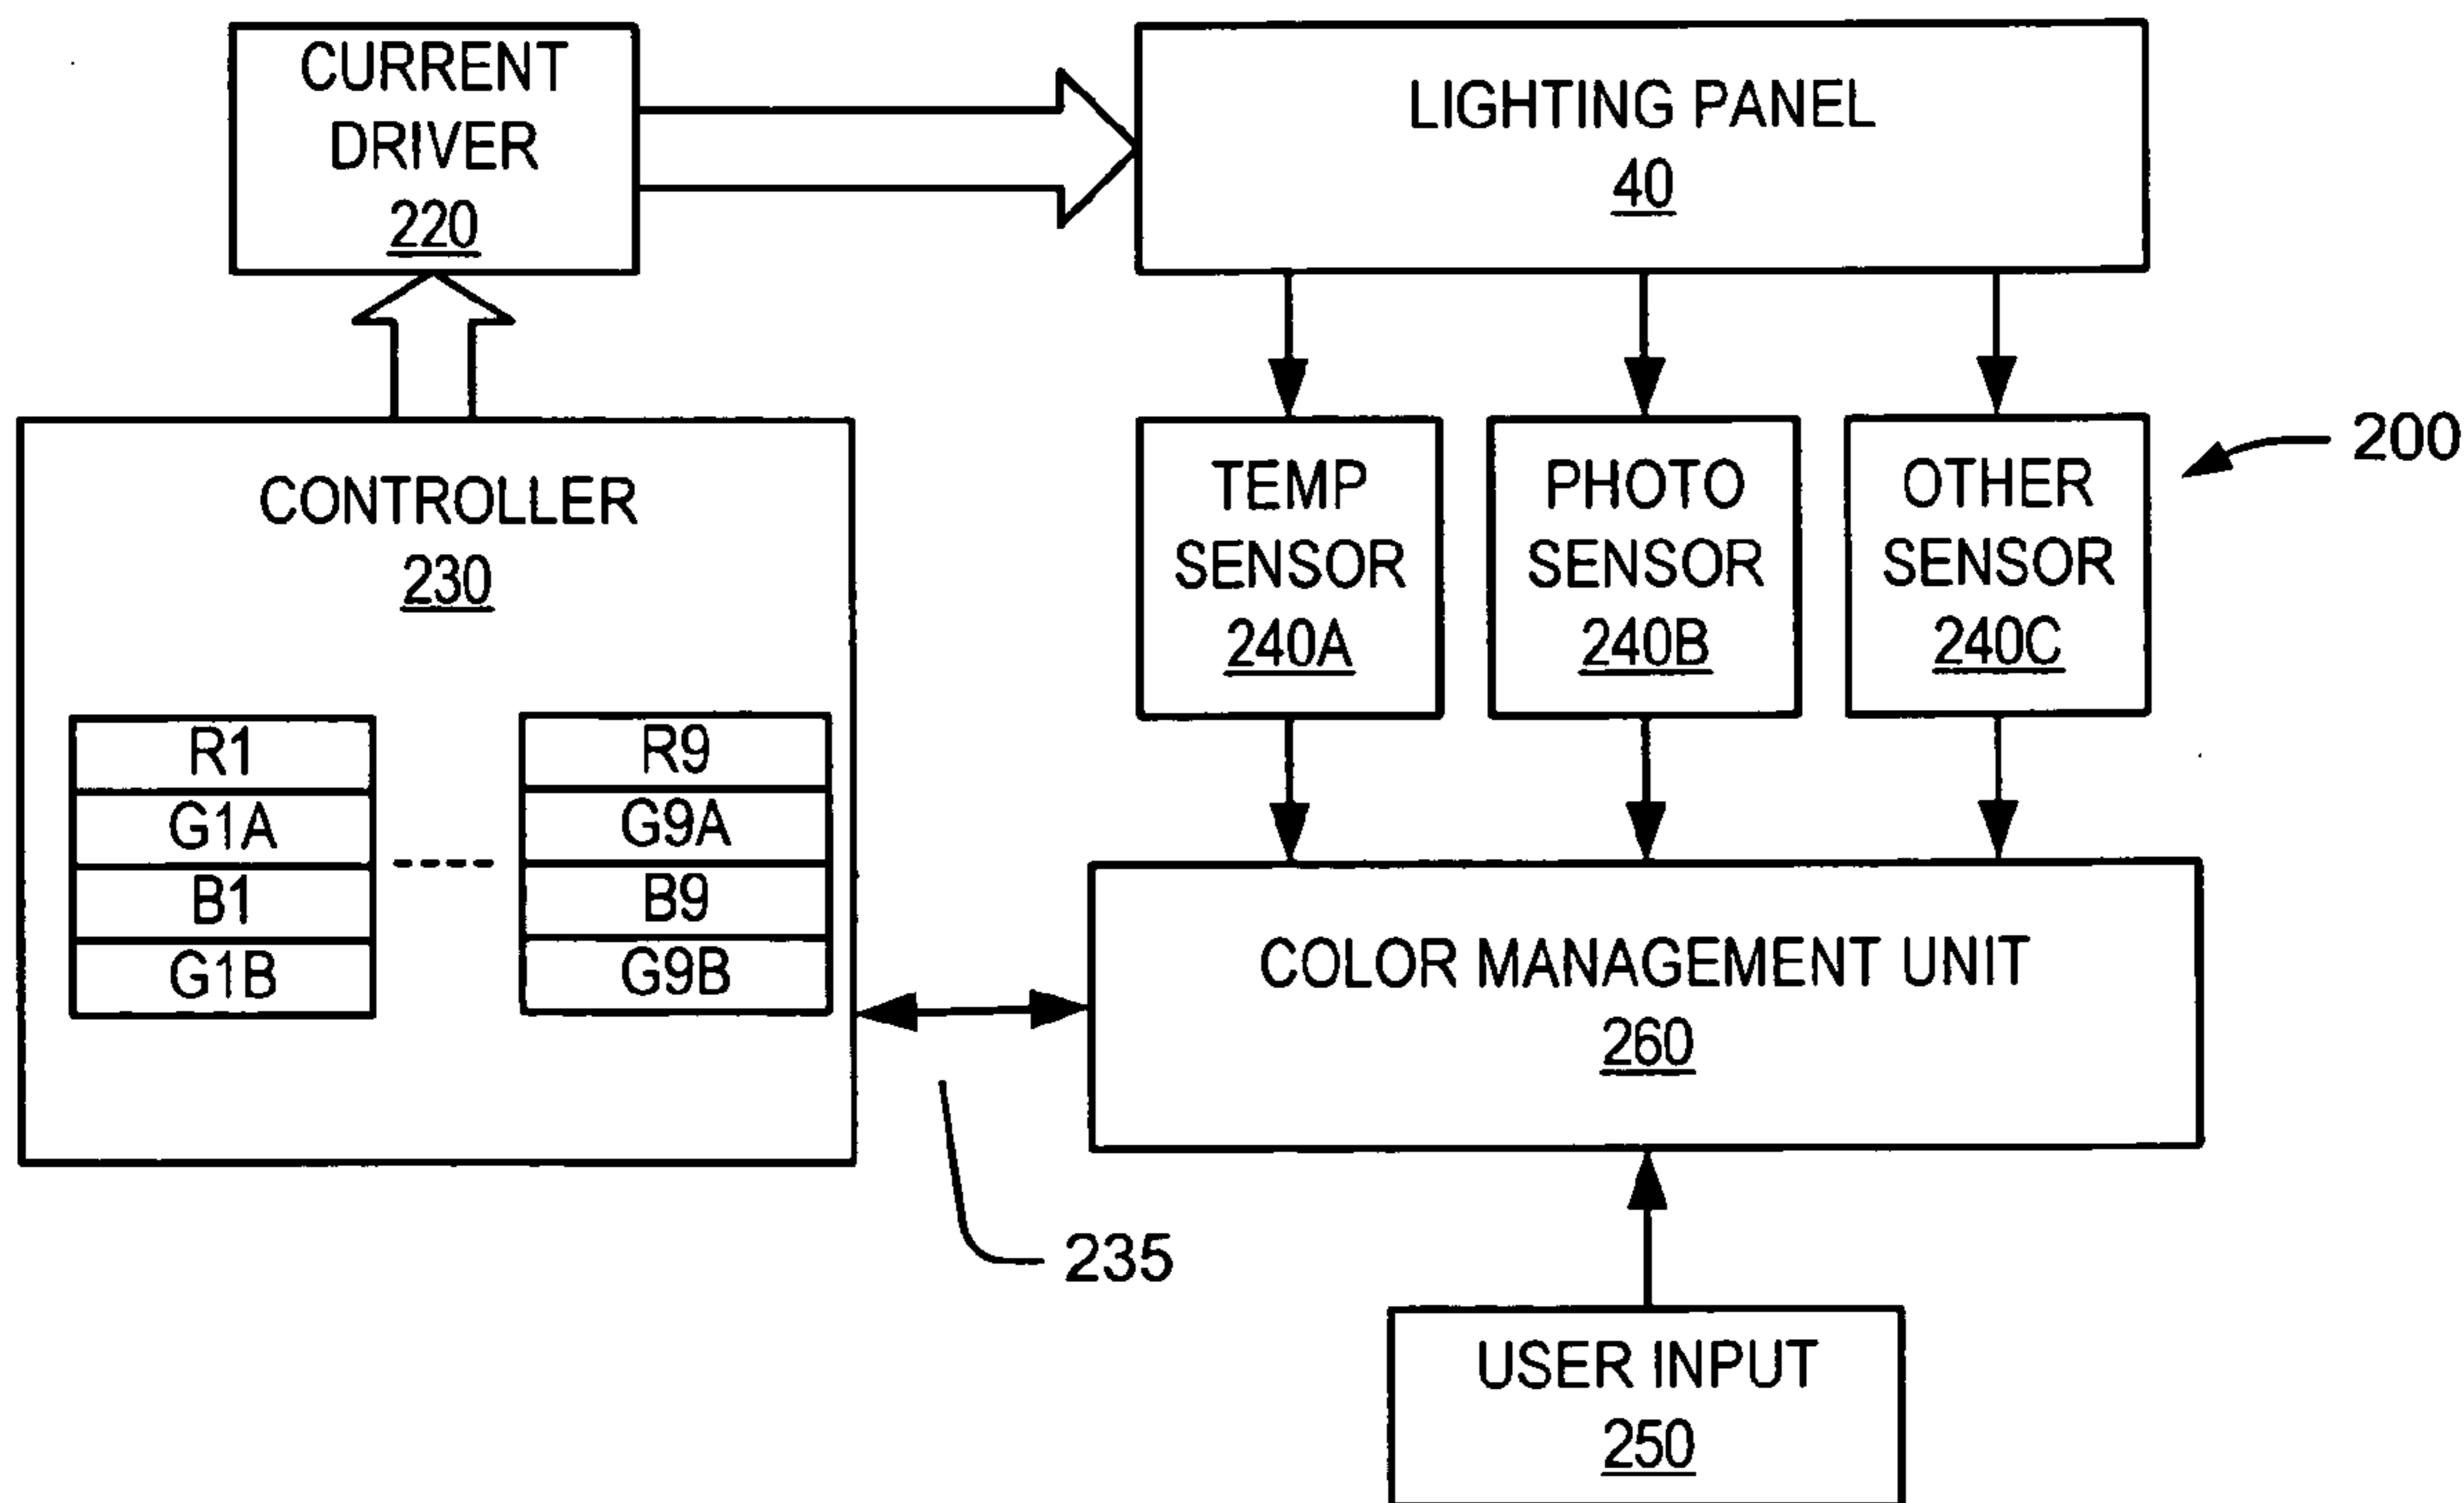 CURRENT
DRIVER
220
LIGHTING PANEL
40
CONTROLLER
230
R1
G1A
B1
G1B
R9
G9A
B9
G9B
TEMP
SENSOR
240A
PHOTO
SENSOR
240B
OTHER
SENSOR
240C
200
COLOR MANAGEMENT UNIT
260
235
USER INPUT
250